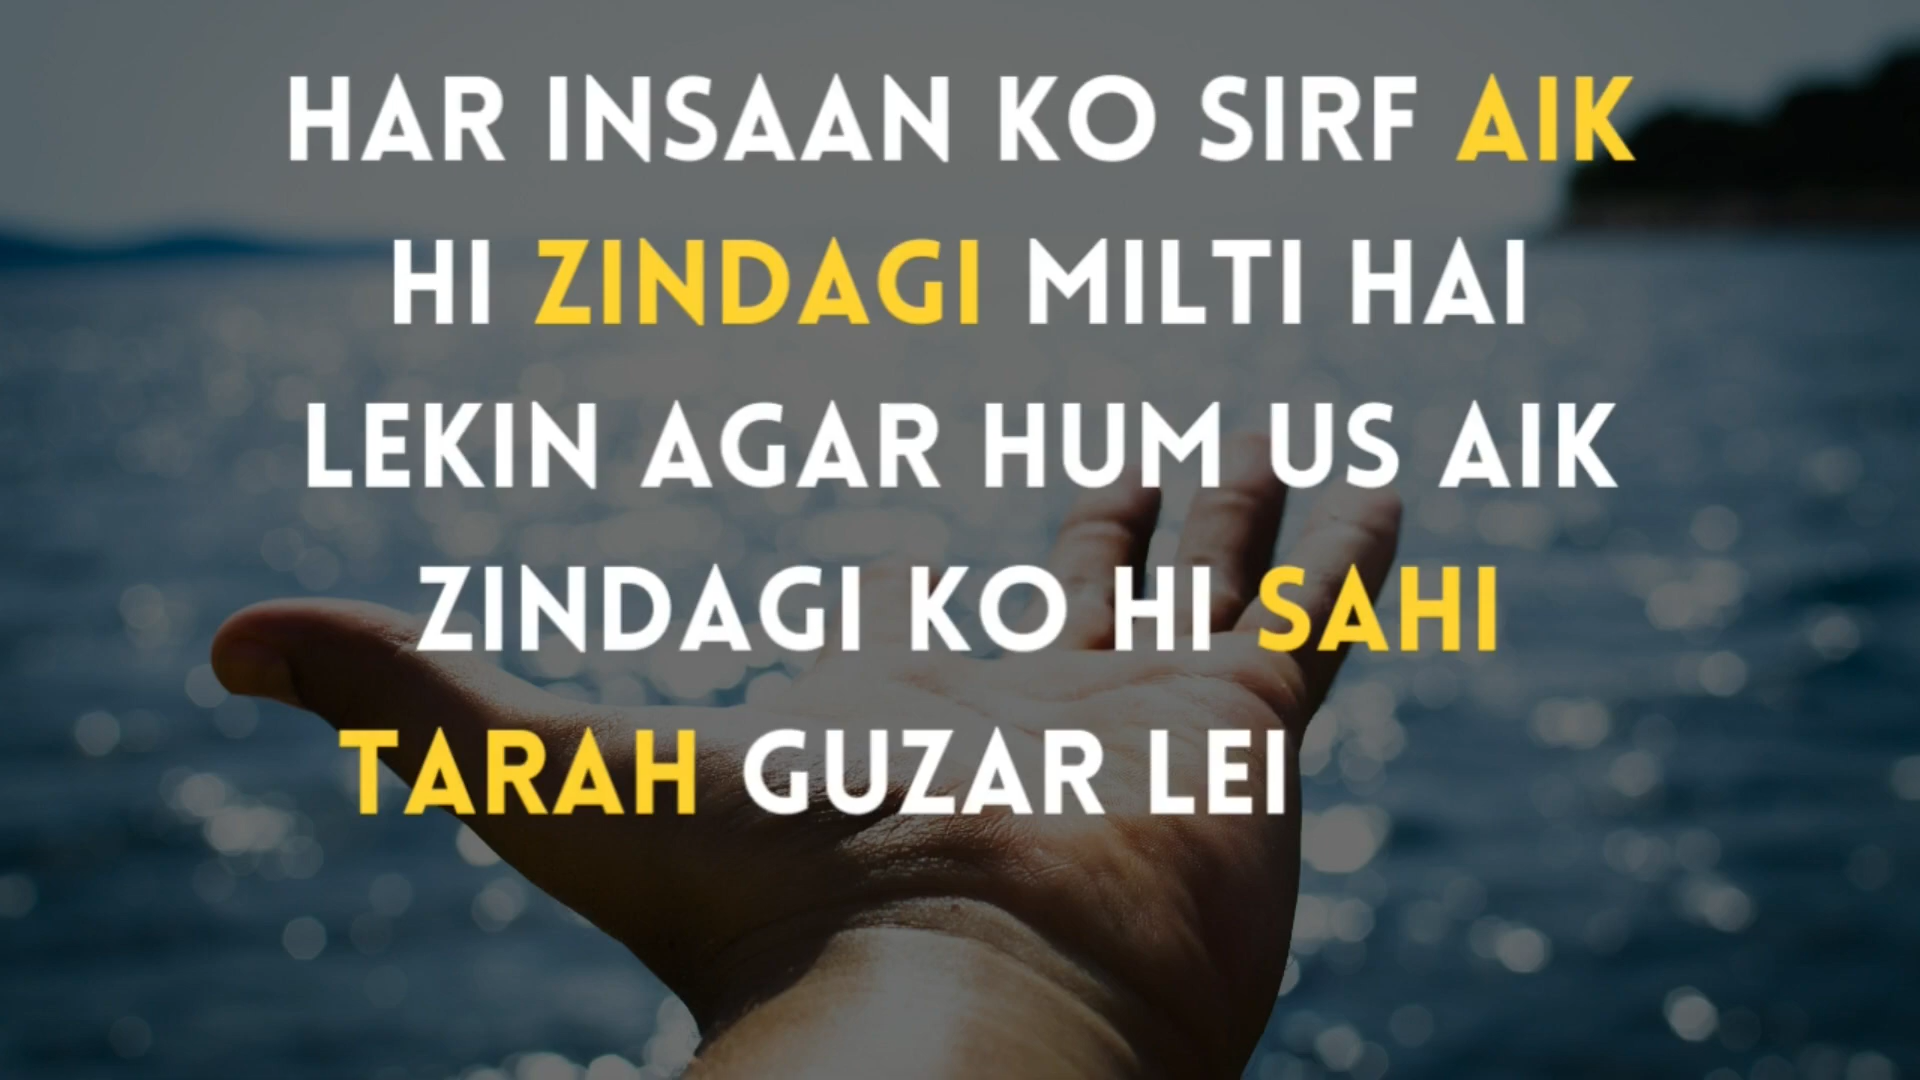 HAR INSAAN KO SIRF AIK
HI ZINDAGI MILTI HAI
LEKIN AGAR HUM US AIK
ZINDAGI KO HI SAHI
TARAH GUZAR LEI